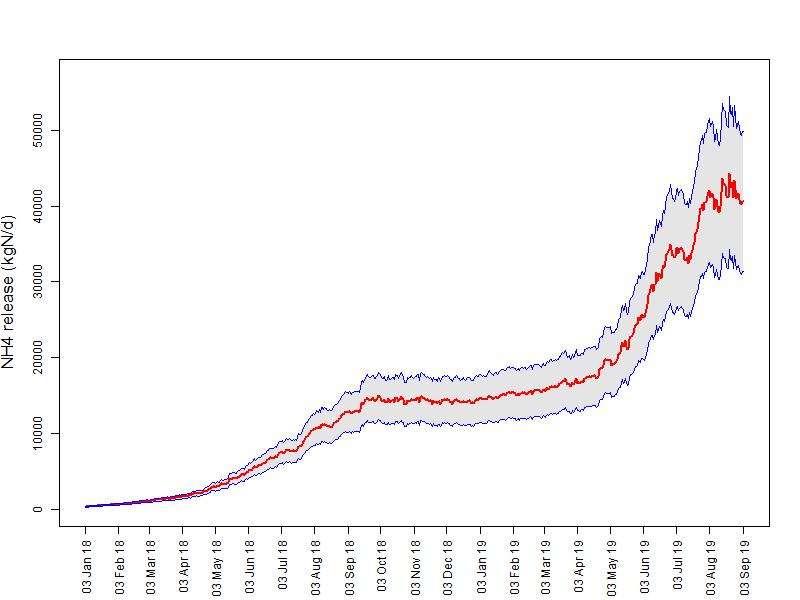 NH4 release (kgN/d)
50000
40000
30000
20000
10000
0
03 Jan 18
03 Feb 18
03 Mar 18
03 Apr 18
03 May 18
03 Jun 18
03 Jul 18
03 Aug 18
03 Sep 18
03 Oct 18
03 Nov 18
03 Dec 18
03 Jan 19
03 Feb 19
03 Mar 19
03 Apr 19
03 May 19
03 Jun 19
03 Jul 19
03 Aug 19
03 Sep 19